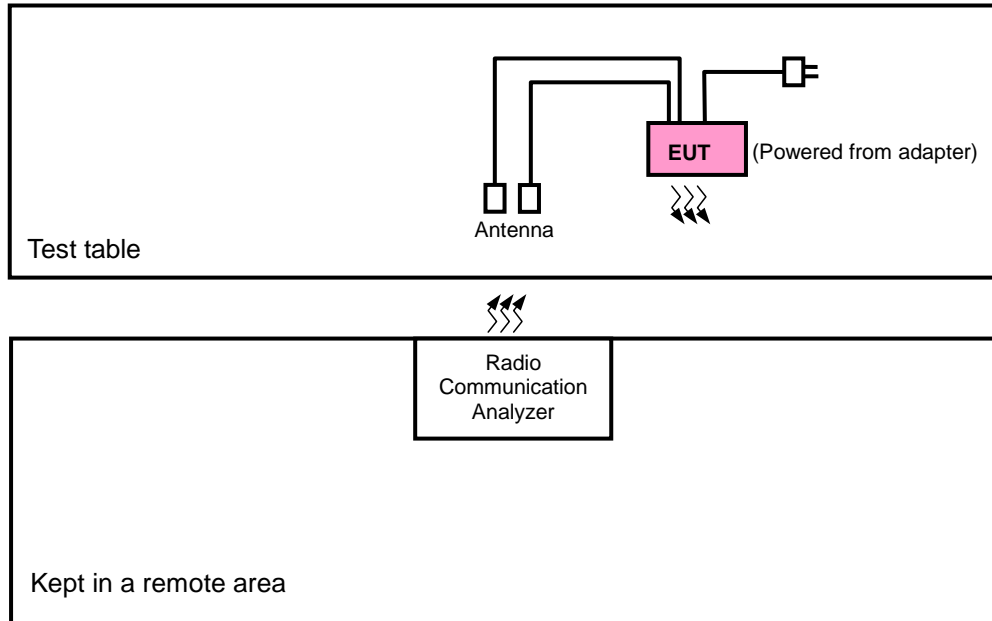 EUT
(Powered from adapter)
Antenna
Test table
Radio
Communication
Analyzer
Kept in a remote area